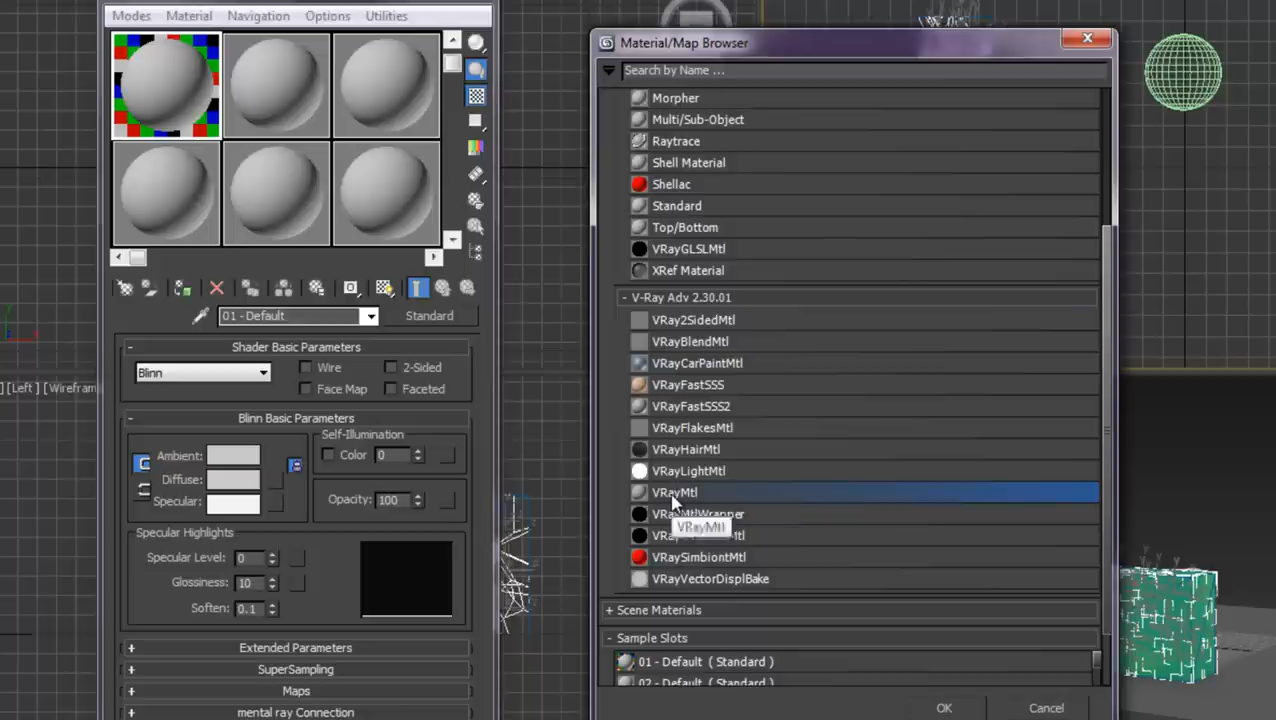 Modes Material Navigation Options Utilities
01 - Default
Standard
- Shader Basic Parameters
Blinn
Wire
2-Sided
Face Map
Faceted
- Blinn Basic Parameters
Ambient:
Diffuse:
Specular:
Self-Illumination
Color 0
Opacity: 100
Specular Highlights
Specular Level: 0
Glossiness: 10
Soften: 0.1
+ Extended Parameters
+ SuperSampling
+ Maps
+ mental ray Connection
] [Left ] [Wirefram
Material/Map Browser
Search by Name ...
Morpher
Multi/Sub-Object
Raytrace
Shell Material
Shellac
Standard
Top/Bottom
VRayGLSLMtl
XRef Material
- V-Ray Adv 2.30.01
VRay2SidedMtl
VRayBlendMtl
VRayCarPaintMtl
VRayFastSSS
VRayFastSSS2
VRayFlakesMtl
VRayHairMtl
VRayLightMtl
VRayMtl
VRayMtlWrapper
VRayMtl
VRaySimbiontMtl
VRayVectorDisplBake
+ Scene Materials
- Sample Slots
01 - Default ( Standard )
02 - Default ( Standard )
OK
Cancel